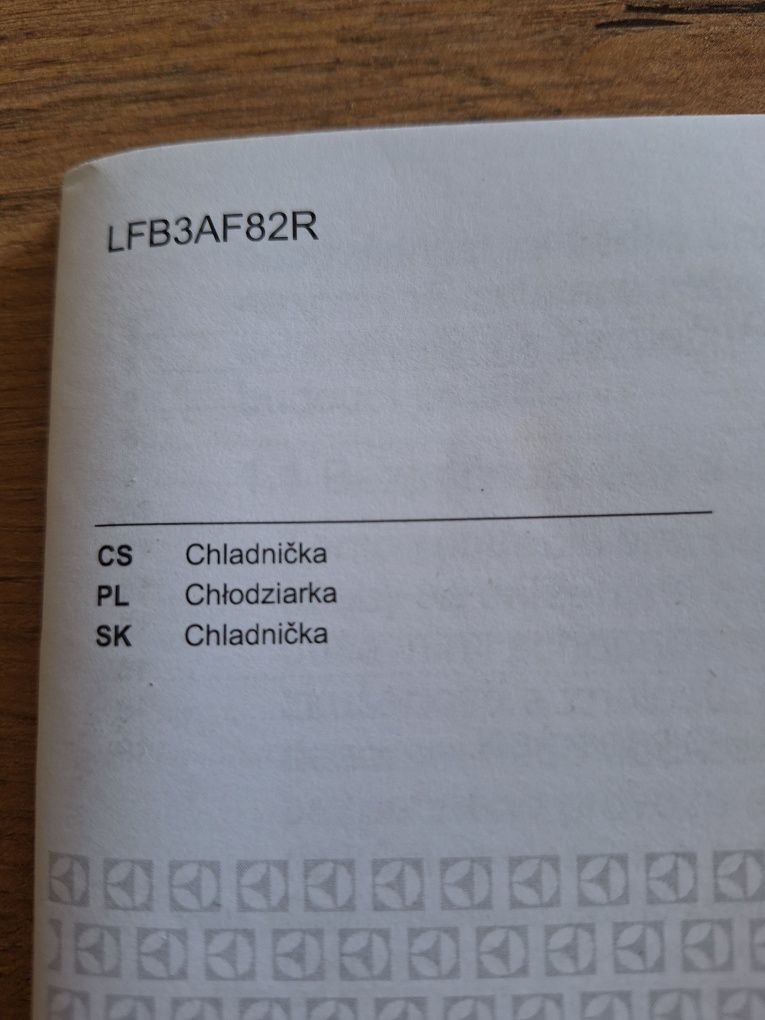 LFB3AF82R
CS Chladnička
PL Chłodziarka
SK Chladnička